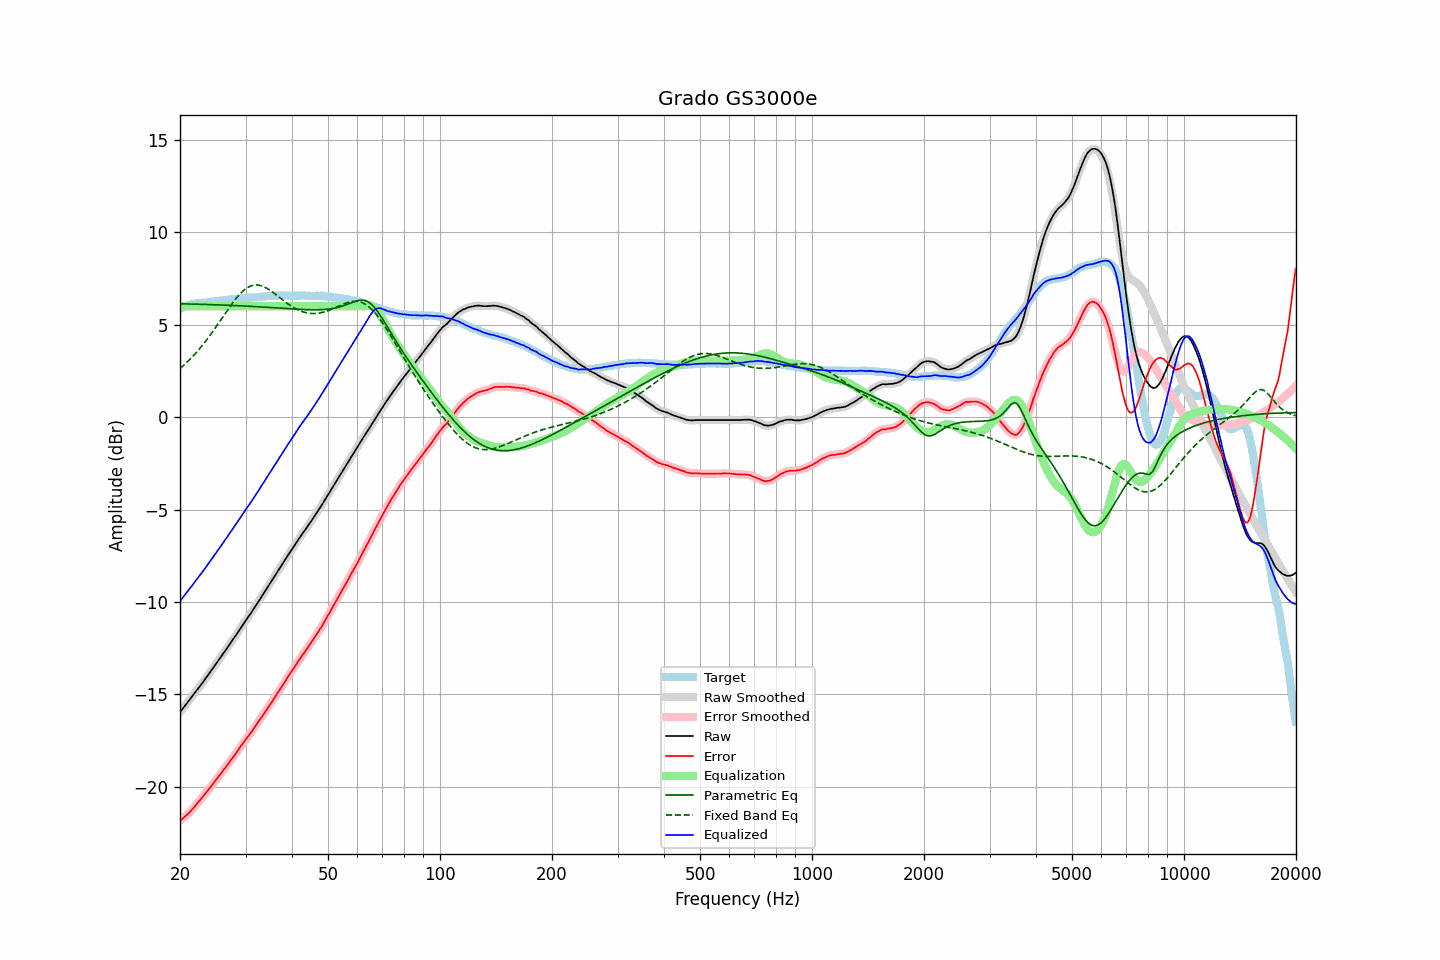 Grado GS3000e
15
10
5
0
−5
−10
−15
−20
Amplitude (dBr)
Target
Raw Smoothed
Error Smoothed
Raw
Error
Equalization
Parametric Eq
Fixed Band Eq
Equalized
20
50
100
200
500
1000
2000
5000
10000
20000
Frequency (Hz)